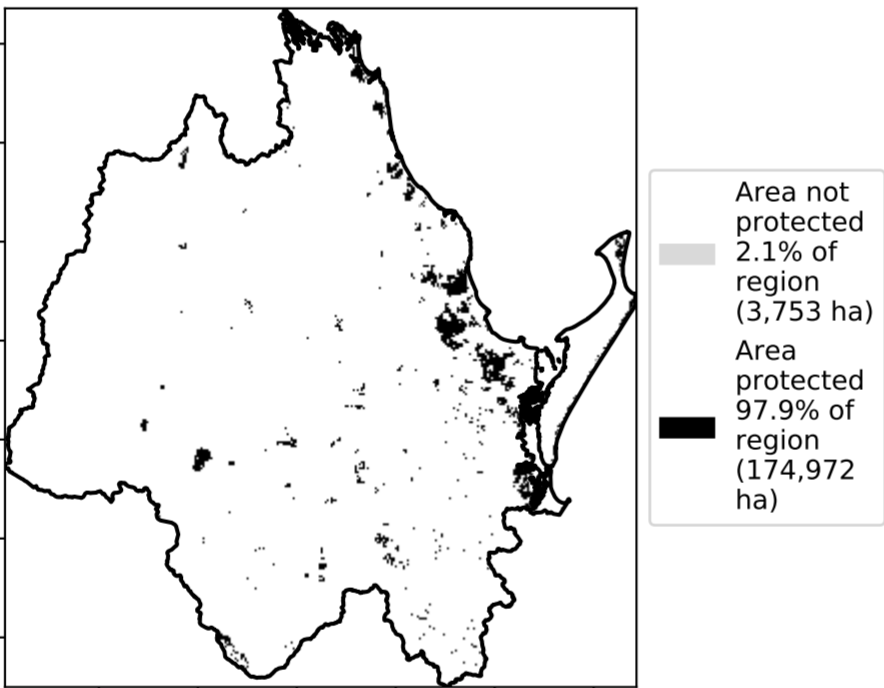 Area not
protected
2.1% of
region
(3,753 ha)
Area
protected
97.9% of
region
(174,972
ha)